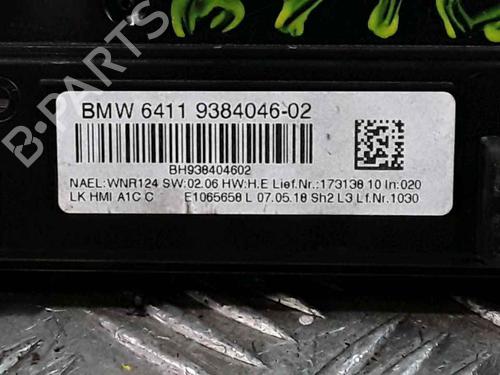 B-PARTS
BMW 6411 9384046-02
BH938404602
NAEL:WNR124 SW:02.06 HW:H.E Lief.Nr.:173138 10 In:020
LK HMI A1C C E1065658 L 07.05.18 Sh2 L3 Lf.Nr.1030